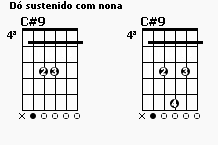 Dó sustenido com nona
C#9 C#9
4ª 4ª
2 3 2 3
4
x x